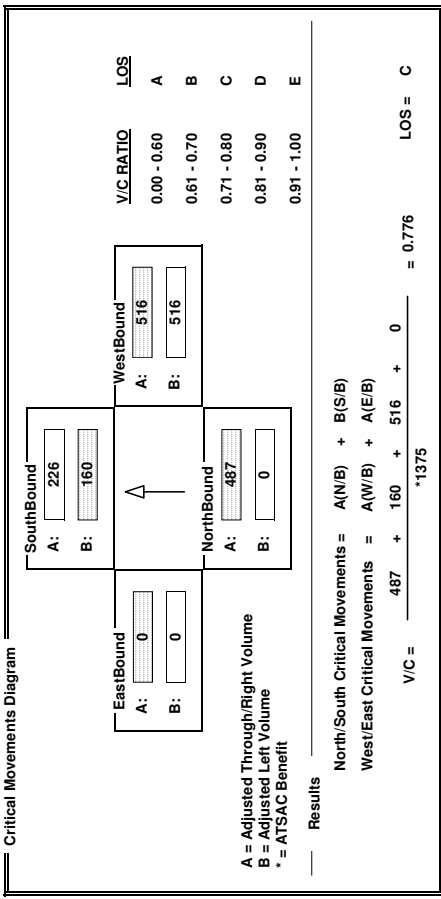 Critical Movements Diagram
SouthBound
A: 226
B: 160
EastBound
A: 0
B: 0
WestBound
A: 516
B: 516
NorthBound
A: 487
B: 0
V/C RATIO LOS
0.00 - 0.60 A
0.61 - 0.70 B
0.71 - 0.80 C
0.81 - 0.90 D
0.91 - 1.00 E
A = Adjusted Through/Right Volume
B = Adjusted Left Volume
* = ATSAC Benefit
Results
North/South Critical Movements = A(N/B) + B(S/B)
West/East Critical Movements = A(W/B) + A(E/B)
V/C = 487 + 160 + 516 + 0 = 0.776 LOS = C
*1375